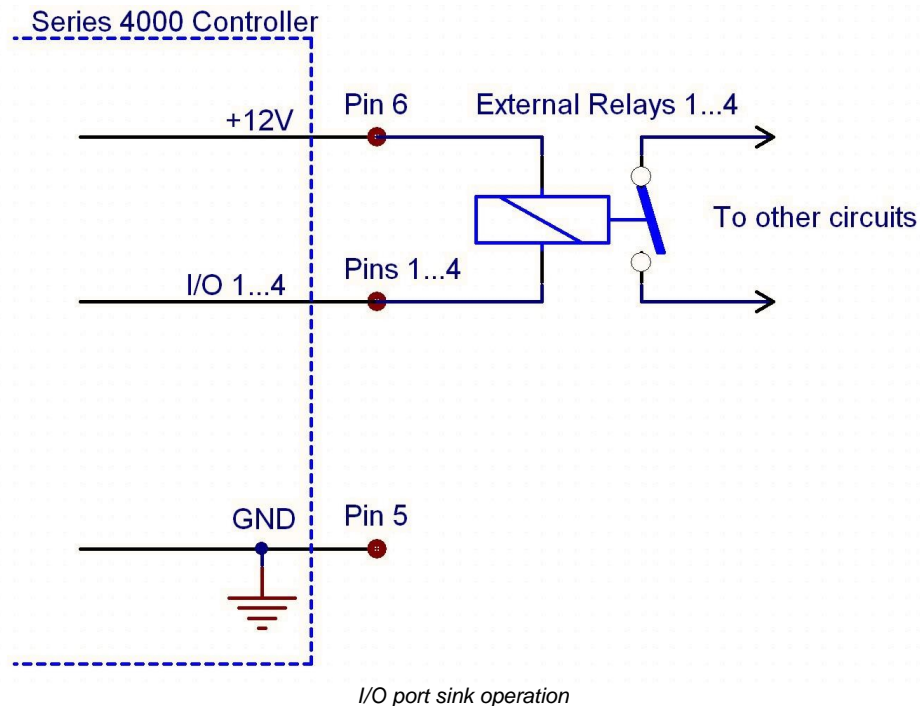 Series 4000 Controller
Pin 6
External Relays 1...4
+12V
To other circuits
Pins 1...4
I/O 1...4
GND
Pin 5
I/O port sink operation